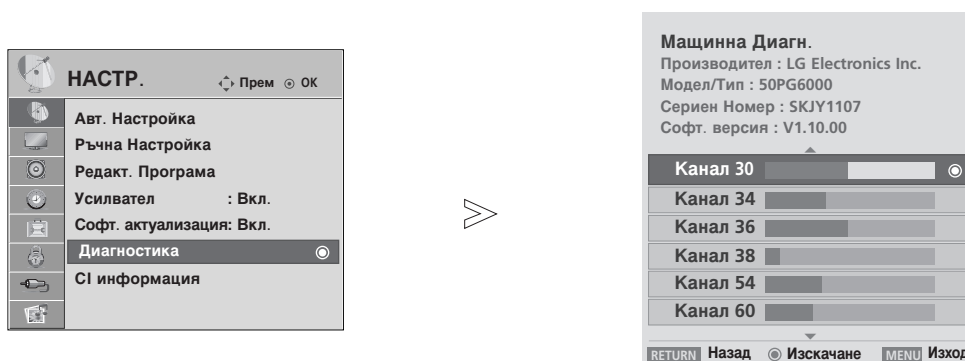 НАСТР.
Прем ОК
Авт. Настройка
Ръчна Настройка
Редакт. Програма
Усилвател : Вкл.
Софт. актуализация: Вкл.
Диагностика
CI информация
Мащинна Диагн.
Производител : LG Electronics Inc.
Модел/Тип : 50PG6000
Сериен Номер : SKJY1107
Софт. версия : V1.10.00
Канал 30
Канал 34
Канал 36
Канал 38
Канал 54
Канал 60
RETURN Назад Изскачане MENU Изход